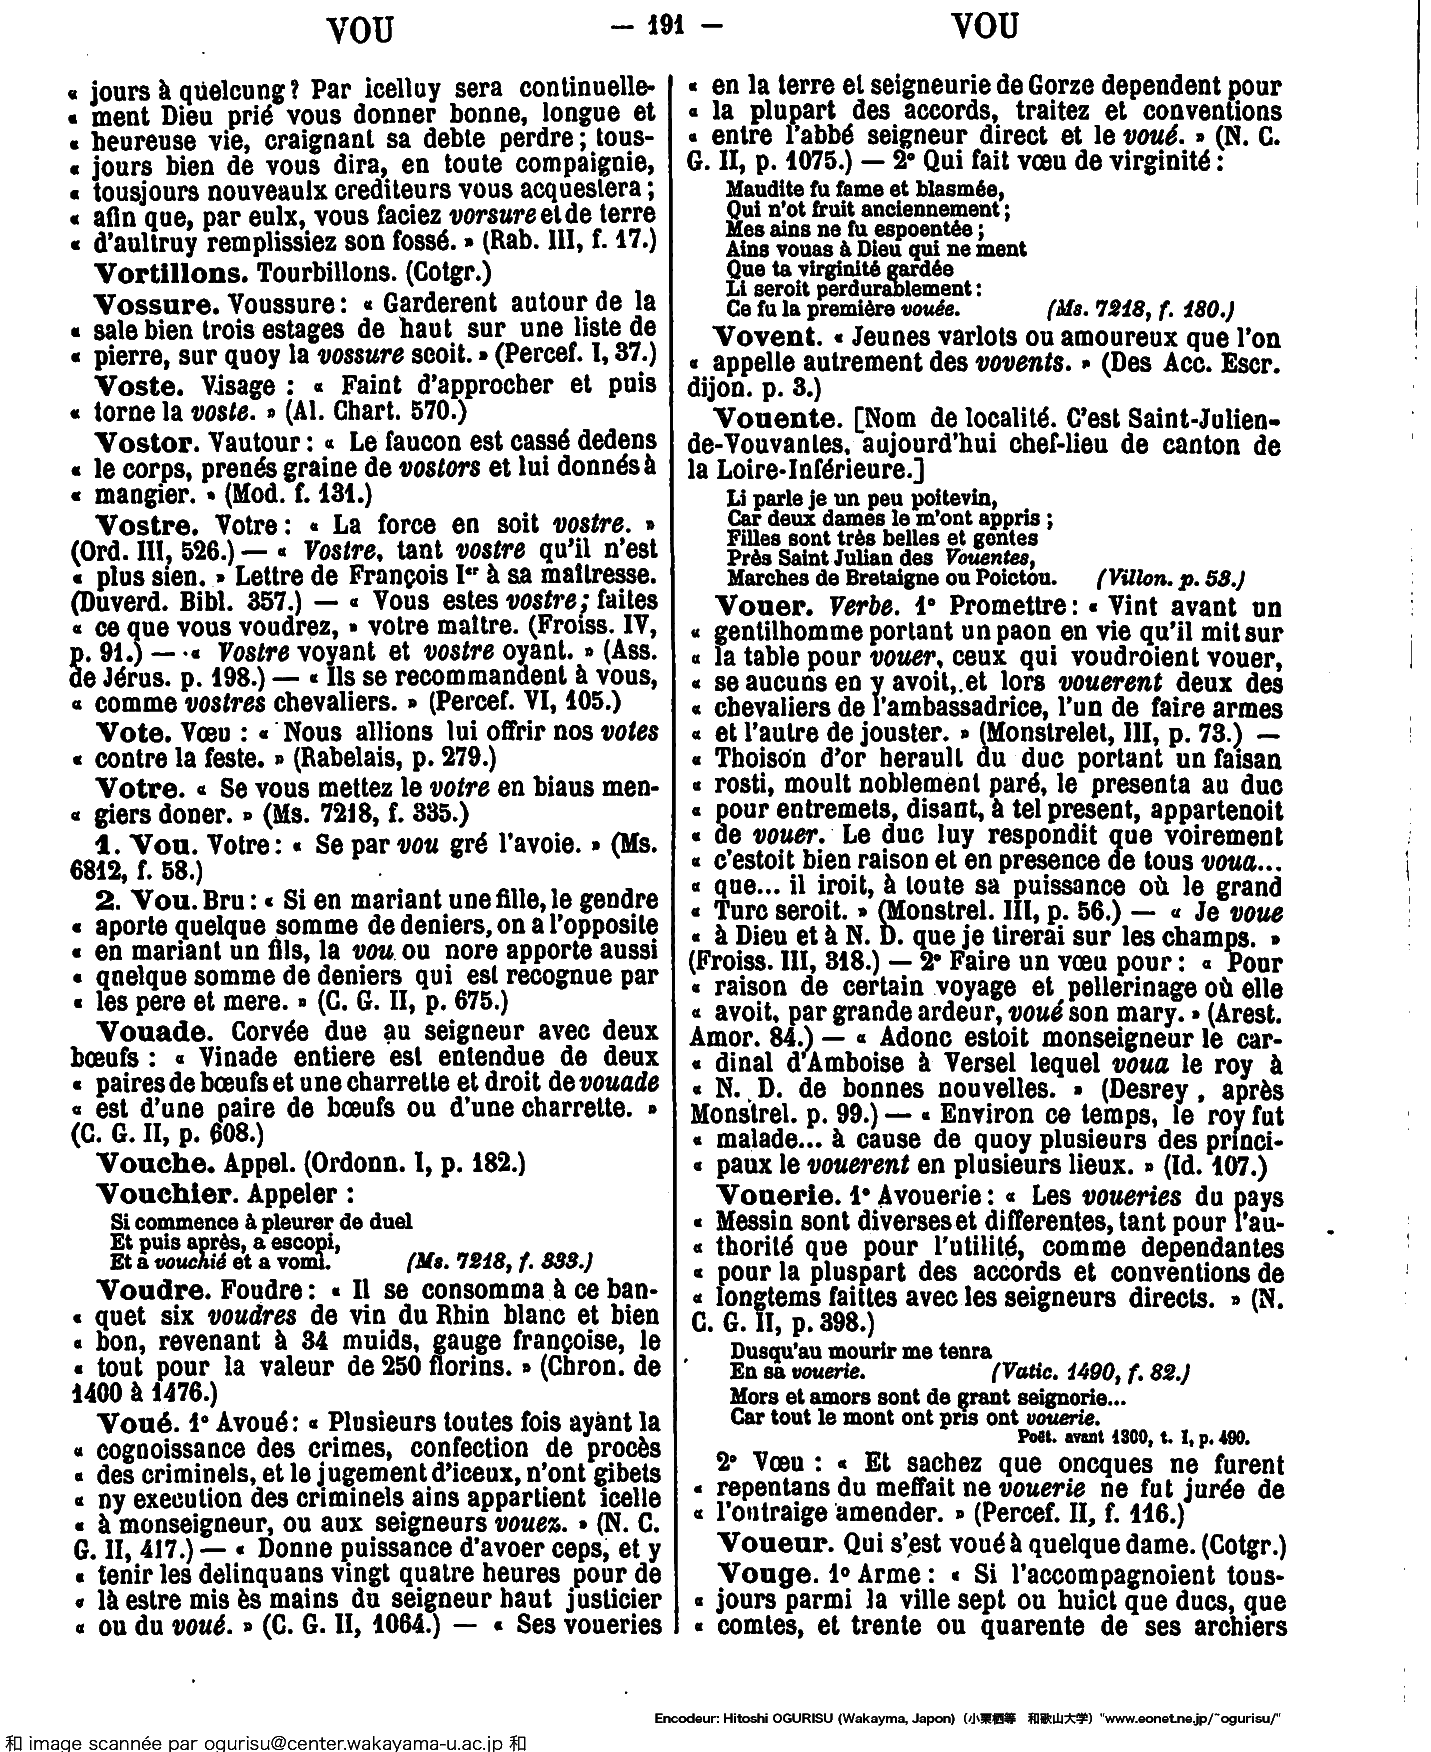 VOU — 191 — VOU
« jours à quelcung? Par icelluy sera continuelle-
« ment Dieu prié vous donner bonne, longue et
« heureuse vie, craignant sa debte perdre; tous-
« jours bien de vous dira, en toute compaignie,
« tousjours nouveaulx crediteurs vous acquestera;
« afin que, par eulx, vous faciez vorsure et de terre
« d'aultruy remplissiez son fossé. » (Rab. III, f. 17.)
Vortillons. Tourbillons. (Cotgr.)
Vossure. Voussure: « Garderent autour de la
« sale bien trois estages de haut sur une liste de
« pierre, sur quoy la vossure seoit. » (Percef. I, 37.)
Voste. Visage : « Faint d'approcher et puis
« torne la voste. » (Al. Chart. 570.)
Vostor. Vautour: « Le faucon est cassé dedens
« le corps, prenés graine de vostors et lui donnés à
« mangier. » (Mod. f. 131.)
Vostre. Votre: « La force en soit vostre. »
(Ord. III, 526.) — « Vostre, tant vostre qu'il n'est
« plus sien. » Lettre de François Ier à sa maîtresse.
(Duverd. Bibl. 357.) — « Vous estes vostre; faites
« ce que vous voudrez, » votre maître. (Froiss. IV,
p. 91.) — « Vostre voyant et vostre oyant. » (Ass.
de Jérus. p. 198.) — « Ils se recommandent à vous,
« comme vostres chevaliers. » (Percef. VI, 105.)
Vote. Vœu : « Nous allions lui offrir nos votes
« contre la feste. » (Rabelais, p. 279.)
Votre. « Se vous mettez le votre en biaus men-
« giers doner. » (Ms. 7218, f. 335.)
1. Vou. Votre: « Se par vou gré l'avoie. » (Ms.
6812, f. 58.)
2. Vou. Bru: « Si en mariant une fille, le gendre
« aporte quelque somme de deniers, on a l'opposite
« en mariant un fils, la vou ou nore apporte aussi
« quelque somme de deniers qui est recognue par
« les pere et mere. » (C. G. II, p. 675.)
Vouade. Corvée due au seigneur avec deux
bœufs : « Vinade entiere est entendue de deux
« paires de bœufs et une charrette et droit de vouade
« est d'une paire de bœufs ou d'une charrette. »
(C. G. II, p. 608.)
Vouche. Appel. (Ordonn. I, p. 182.)
Vouchier. Appeler :
Si commence à pleurer de duel
Et puis après, a escopi,
Et a vouchié et a vomi. (Ms. 7218, f. 333.)
Voudre. Foudre: « Il se consomma à ce ban-
« quet six voudres de vin du Rhin blanc et bien
« bon, revenant à 34 muids, gauge françoise, le
« tout pour la valeur de 250 florins. » (Chron. de
1400 à 1476.)
Voué. 1° Avoué: « Plusieurs toutes fois ayant la
« cognoissance des crimes, confection de procès
« des criminels, et le jugement d'iceux, n'ont gibets
« ny execution des criminels ains appartient icelle
« à monseigneur, ou aux seigneurs vouez. » (N. C.
G. II, 417.) — « Donne puissance d'avoer ceps, et y
« tenir les delinquans vingt quatre heures pour de
« là estre mis ès mains du seigneur haut justicier
« ou du voué. » (C. G. II, 1064.) — « Ses voueries
« en la terre et seigneurie de Gorze dependent pour
« la plupart des accords, traitez et conventions
« entre l'abbé seigneur direct et le voué. » (N. C.
G. II, p. 1075.) — 2° Qui fait vœu de virginité :
Maudite fu fame et blasmée,
Qui n'ot fruit anciennement;
Mes ains ne fu espoentée;
Ains vouas à Dieu qui ne ment
Que ta virginité gardée
Li seroit perdurablement:
Ce fu la première vouée. (Ms. 7218, f. 180.)
Vovent. « Jeunes varlots ou amoureux que l'on
« appelle autrement des vovents. » (Des Acc. Escr.
dijon. p. 3.)
Vouente. [Nom de localité. C'est Saint-Julien-
de-Vouvantes, aujourd'hui chef-lieu de canton de
la Loire-Inférieure.]
Li parle je un peu poitevin,
Car deux dames le m'ont appris;
Filles sont très belles et gentes
Près Saint Julian des Vouentes,
Marches de Bretaigne ou Poictou. (Villon. p. 53.)
Vouer. Verbe. 1° Promettre: « Vint avant un
« gentilhomme portant un paon en vie qu'il mit sur
« la table pour vouer, ceux qui voudroient vouer,
« se aucuns en y avoit, et lors vouerent deux des
« chevaliers de l'ambassadrice, l'un de faire armes
« et l'autre de jouster. » (Monstrelet, III, p. 73.) —
« Thoison d'or herault du duc portant un faisan
« rosti, moult noblement paré, le presenta au duc
« pour entremets, disant, à tel present, appartenoit
« de vouer. Le duc luy respondit que voirement
« c'estoit bien raison et en presence de tous voua...
« que... il iroit, à toute sa puissance où le grand
« Turc seroit. » (Monstrel. III, p. 56.) — « Je voue
« à Dieu et à N. D. que je tirerai sur les champs. »
(Froiss. III, 318.) — 2° Faire un vœu pour : « Pour
« raison de certain voyage et pellerinage où elle
« avoit, par grande ardeur, voué son mary. » (Arest.
Amor. 84.) — « Adonc estoit monseigneur le car-
« dinal d'Amboise à Versel lequel voua le roy à
« N. D. de bonnes nouvelles. » (Desrey, après
Monstrel. p. 99.) — « Environ ce temps, le roy fut
« malade... à cause de quoy plusieurs des princi-
« paux le vouerent en plusieurs lieux. » (Id. 107.)
Vouerie. 1° Avouerie: « Les voueries du pays
« Messin sont diverses et differentes, tant pour l'au-
« thorité que pour l'utilité, comme dependantes
« pour la pluspart des accords et conventions de
« longtems faittes avec les seigneurs directs. » (N.
C. G. II, p. 398.)
Dusqu'au mourir me tenra
En sa vouerie. (Vatic. 1490, f. 82.)
Mors et amors sont de grant seignorie...
Car tout le mont ont pris ont vouerie.
Poët. avant 1300, t. I, p. 490.
2° Vœu : « Et sachez que oncques ne furent
« repentans du meffait ne vouerie ne fut jurée de
« l'ontraige amender. » (Percef. II, f. 116.)
Voueur. Qui s'est voué à quelque dame. (Cotgr.)
Vouge. 1° Arme : « Si l'accompagnoient tous-
« jours parmi la ville sept ou huict que ducs, que
« comtes, et trente ou quarente de ses archiers
Encodeur: Hitoshi OGURISU (Wakayma, Japon) (小栗栖等 和歌山大学) "www.eonet.ne.jp/~ogurisu/"
和 image scannée par ogurisu@center.wakayama-u.ac.jp 和